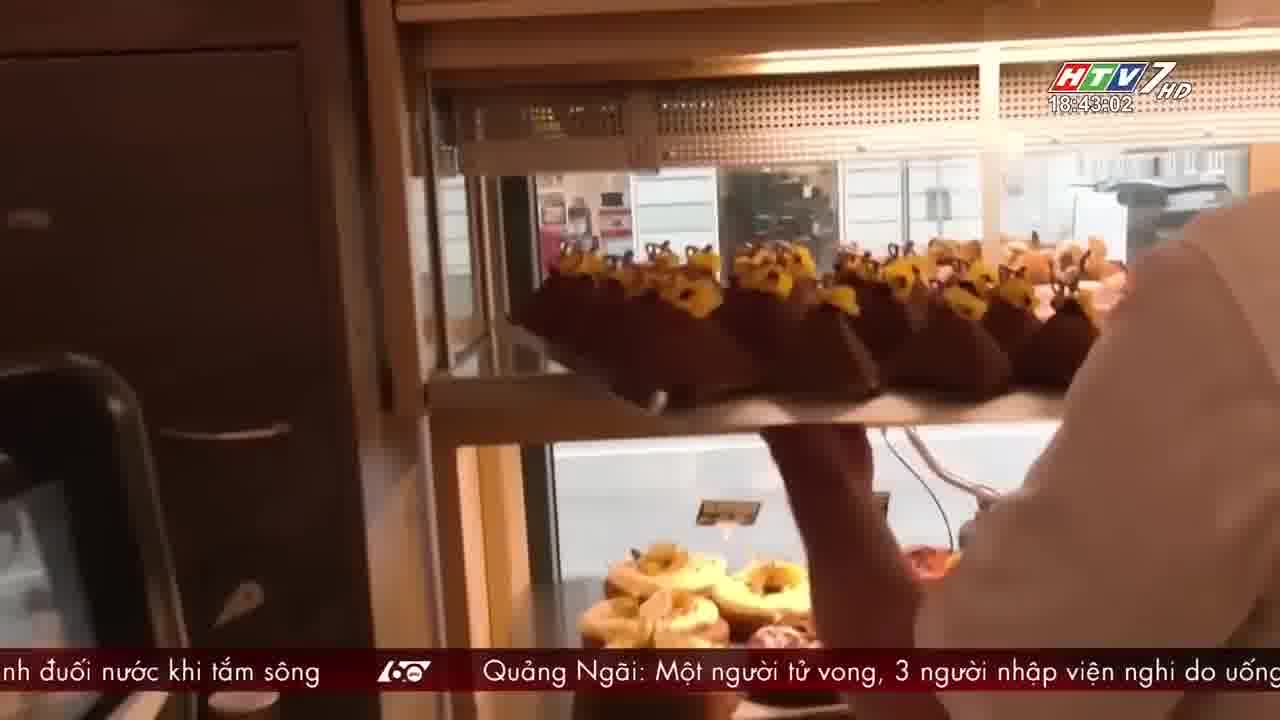 HTV7 HD
18:43:02
nh đuối nước khi tắm sông 60 Quảng Ngãi: Một người tử vong, 3 người nhập viện nghi do uống